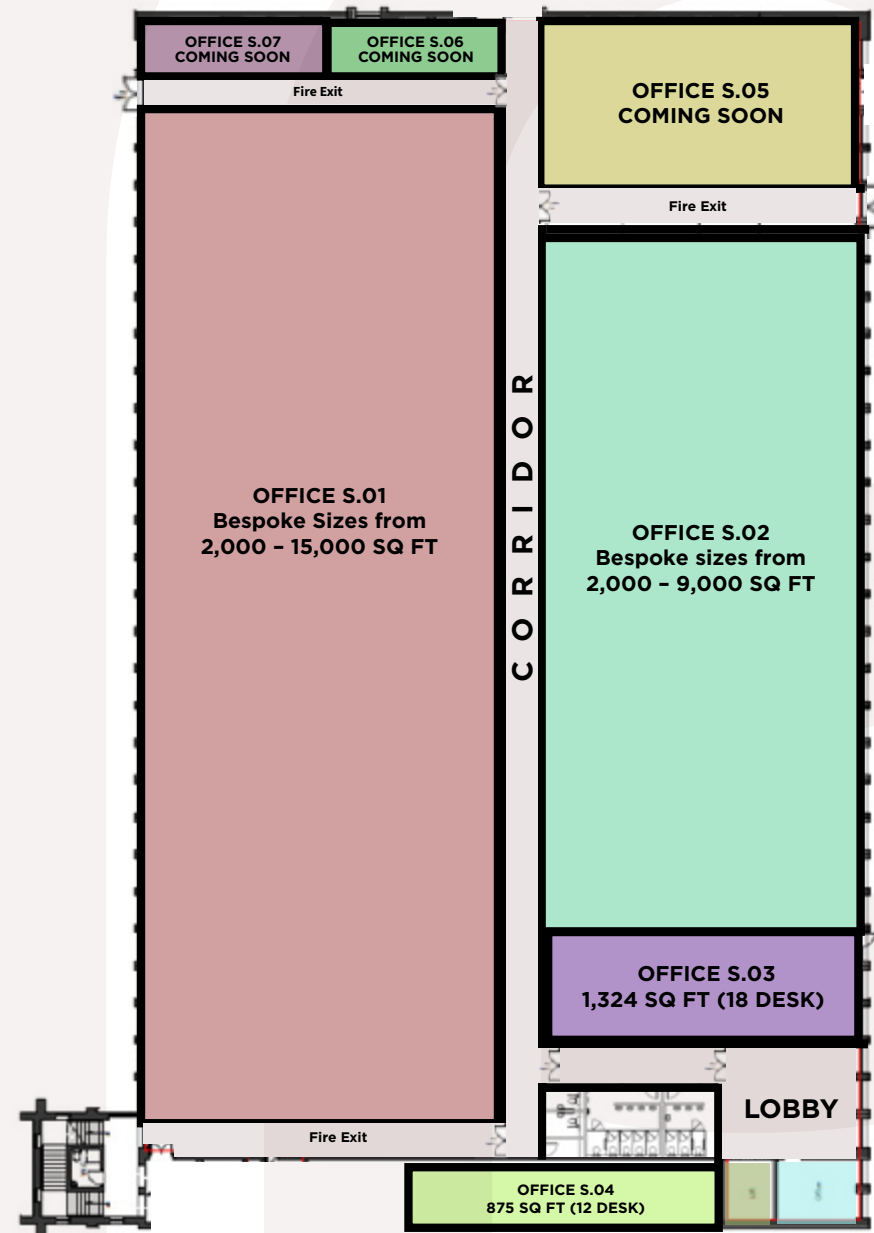 OFFICE S.07
COMING SOON
OFFICE S.06
COMING SOON
Fire Exit
OFFICE S.05
COMING SOON
Fire Exit
OFFICE S.01
Bespoke Sizes from
2,000 – 15,000 SQ FT
CORRIDOR
OFFICE S.02
Bespoke sizes from
2,000 – 9,000 SQ FT
OFFICE S.03
1,324 SQ FT (18 DESK)
LOBBY
Fire Exit
OFFICE S.04
875 SQ FT (12 DESK)
Lift
Office